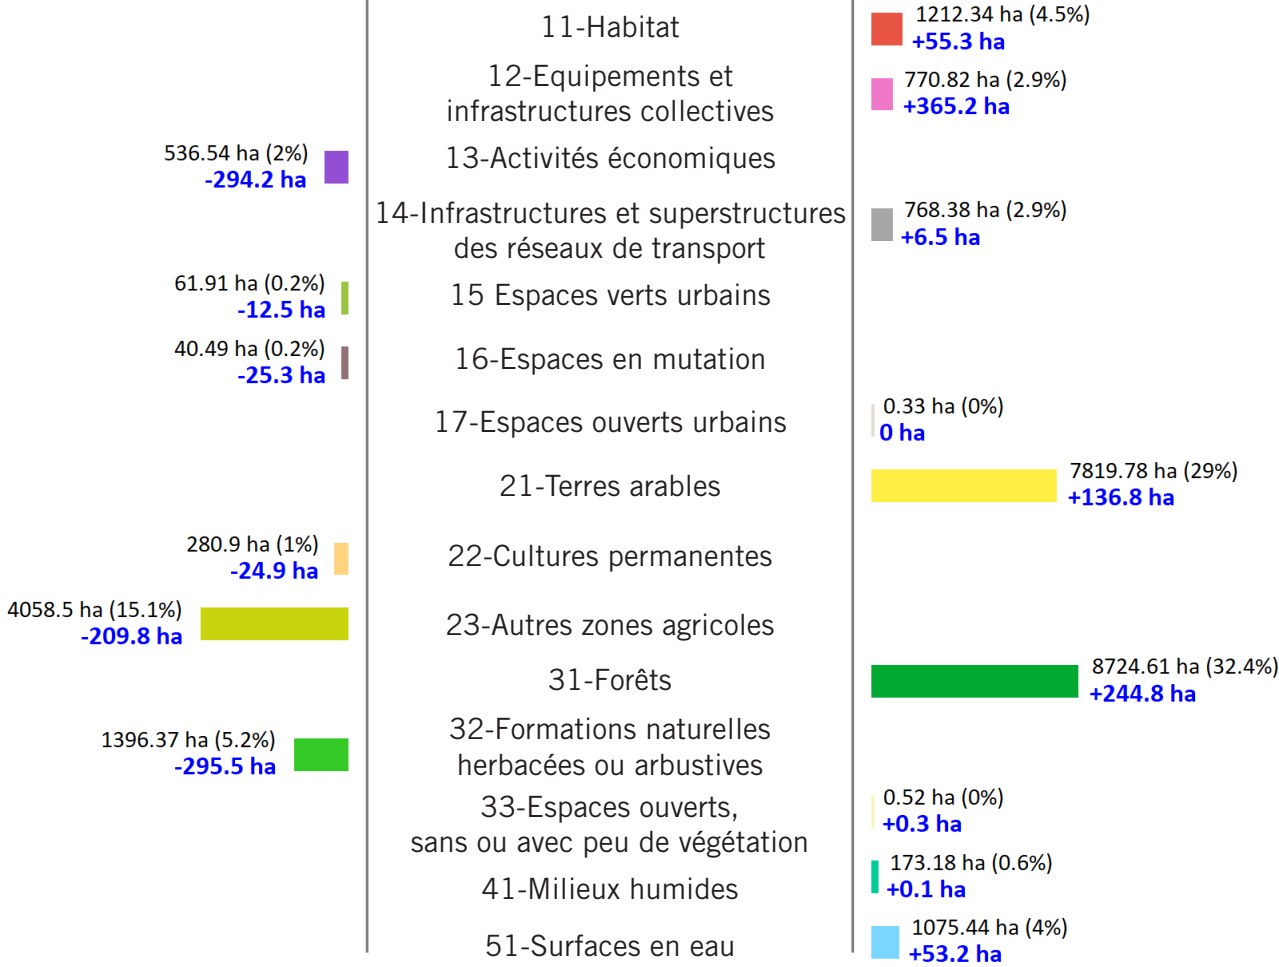 11-Habitat
1212.34 ha (4.5%)
+55.3 ha
12-Equipements et
infrastructures collectives
770.82 ha (2.9%)
+365.2 ha
536.54 ha (2%)
-294.2 ha
13-Activités économiques
14-Infrastructures et superstructures
des réseaux de transport
768.38 ha (2.9%)
+6.5 ha
61.91 ha (0.2%)
-12.5 ha
15 Espaces verts urbains
40.49 ha (0.2%)
-25.3 ha
16-Espaces en mutation
17-Espaces ouverts urbains
0.33 ha (0%)
0 ha
21-Terres arables
7819.78 ha (29%)
+136.8 ha
280.9 ha (1%)
-24.9 ha
22-Cultures permanentes
4058.5 ha (15.1%)
-209.8 ha
23-Autres zones agricoles
31-Forêts
8724.61 ha (32.4%)
+244.8 ha
1396.37 ha (5.2%)
-295.5 ha
32-Formations naturelles
herbacées ou arbustives
33-Espaces ouverts,
sans ou avec peu de végétation
0.52 ha (0%)
+0.3 ha
41-Milieux humides
173.18 ha (0.6%)
+0.1 ha
51-Surfaces en eau
1075.44 ha (4%)
+53.2 ha